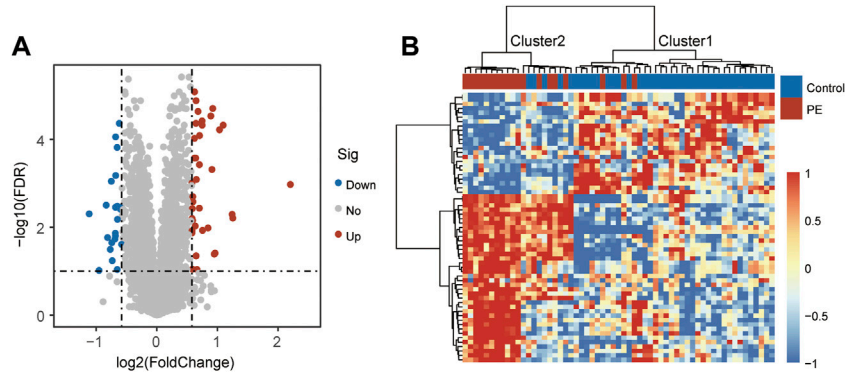 A
B
Cluster2
Cluster1
Control
PE
−log10(FDR)
4
2
0
−1
0
1
2
log2(FoldChange)
Sig
Down
No
Up
1
0.5
0
−0.5
−1